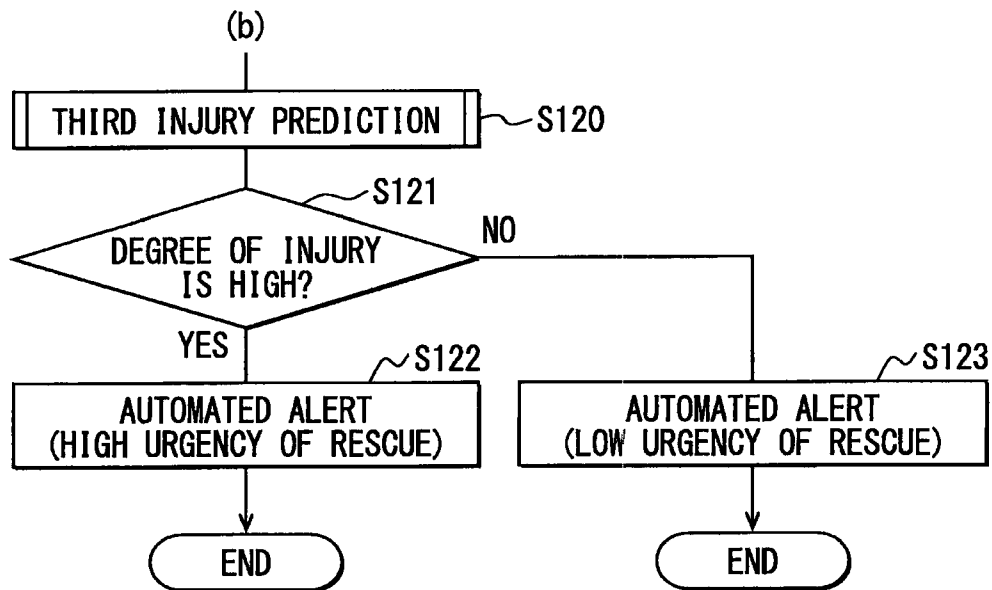 (b)
THIRD INJURY PREDICTION
S120
S121
DEGREE OF INJURY
IS HIGH?
NO
YES
S122
AUTOMATED ALERT
(HIGH URGENCY OF RESCUE)
S123
AUTOMATED ALERT
(LOW URGENCY OF RESCUE)
END
END